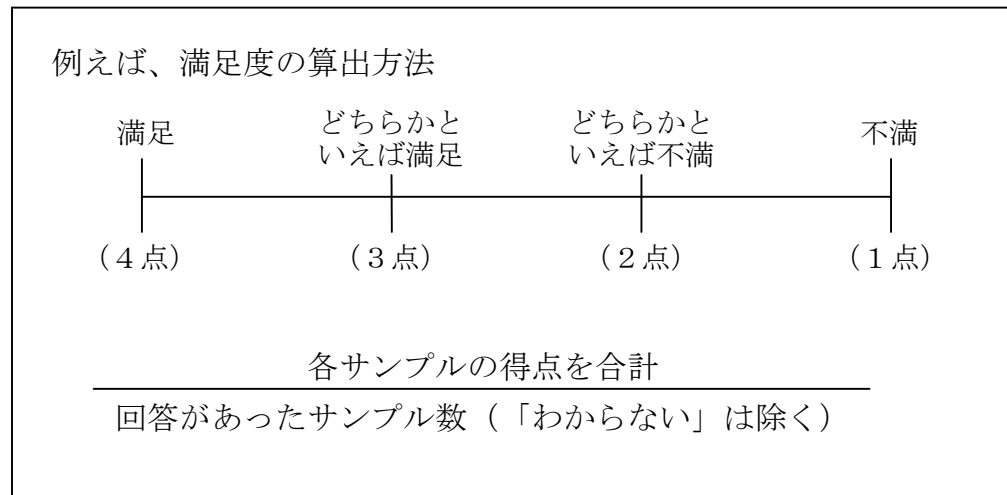 例えば、満足度の算出方法
満足
どちらかと
いえば満足
どちらかと
いえば不満
不満
（４点）
（３点）
（２点）
（１点）
各サンプルの得点を合計
回答があったサンプル数（「わからない」は除く）